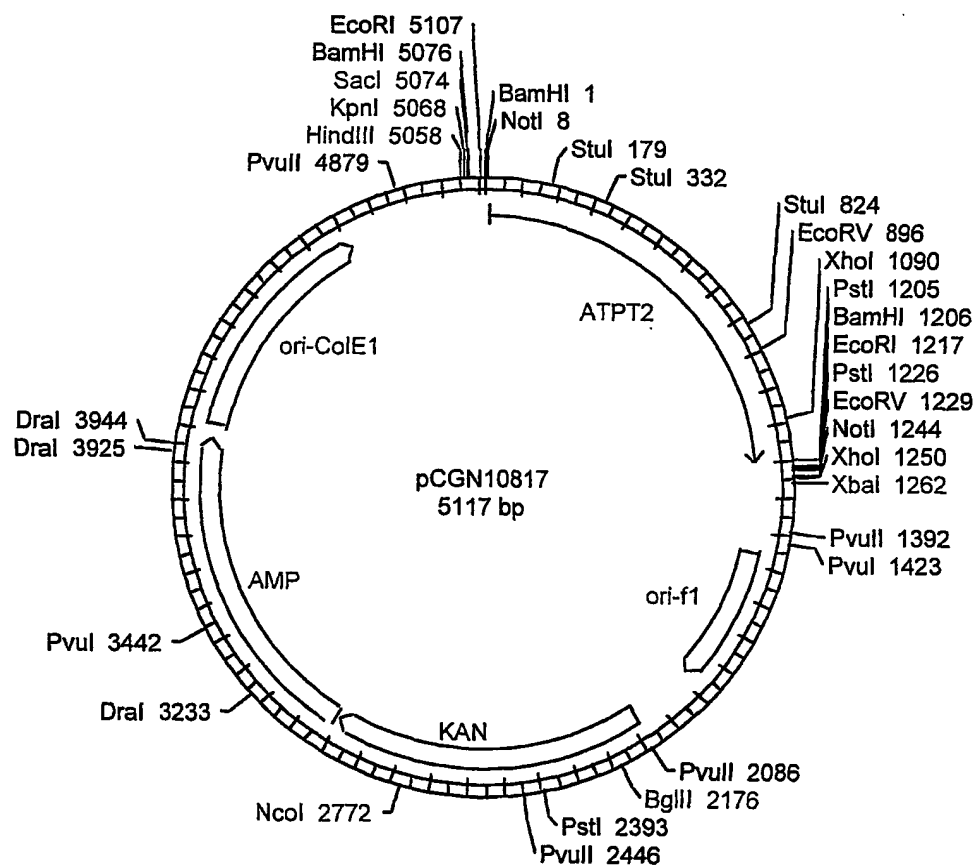 EcoRI 5107
BamHI 5076
SacI 5074
KpnI 5068
HindIII 5058
PvuII 4879
BamHI 1
NotI 8
StuI 179
StuI 332
StuI 824
EcoRV 896
XhoI 1090
PstI 1205
BamHI 1206
EcoRI 1217
PstI 1226
EcoRV 1229
NotI 1244
XhoI 1250
XbaI 1262
PvuII 1392
PvuI 1423
ATPT2
ori-ColE1
DraI 3944
DraI 3925
pCGN10817
5117 bp
AMP
ori-f1
PvuI 3442
DraI 3233
KAN
NcoI 2772
PvuII 2086
BglII 2176
PstI 2393
PvuII 2446